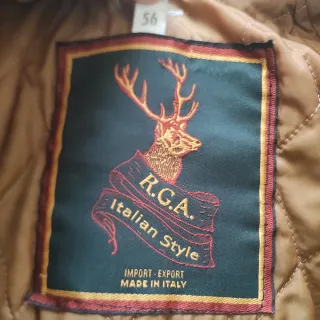 56
R.G.A.
Italian Style
IMPORT - EXPORT
MADE IN ITALY